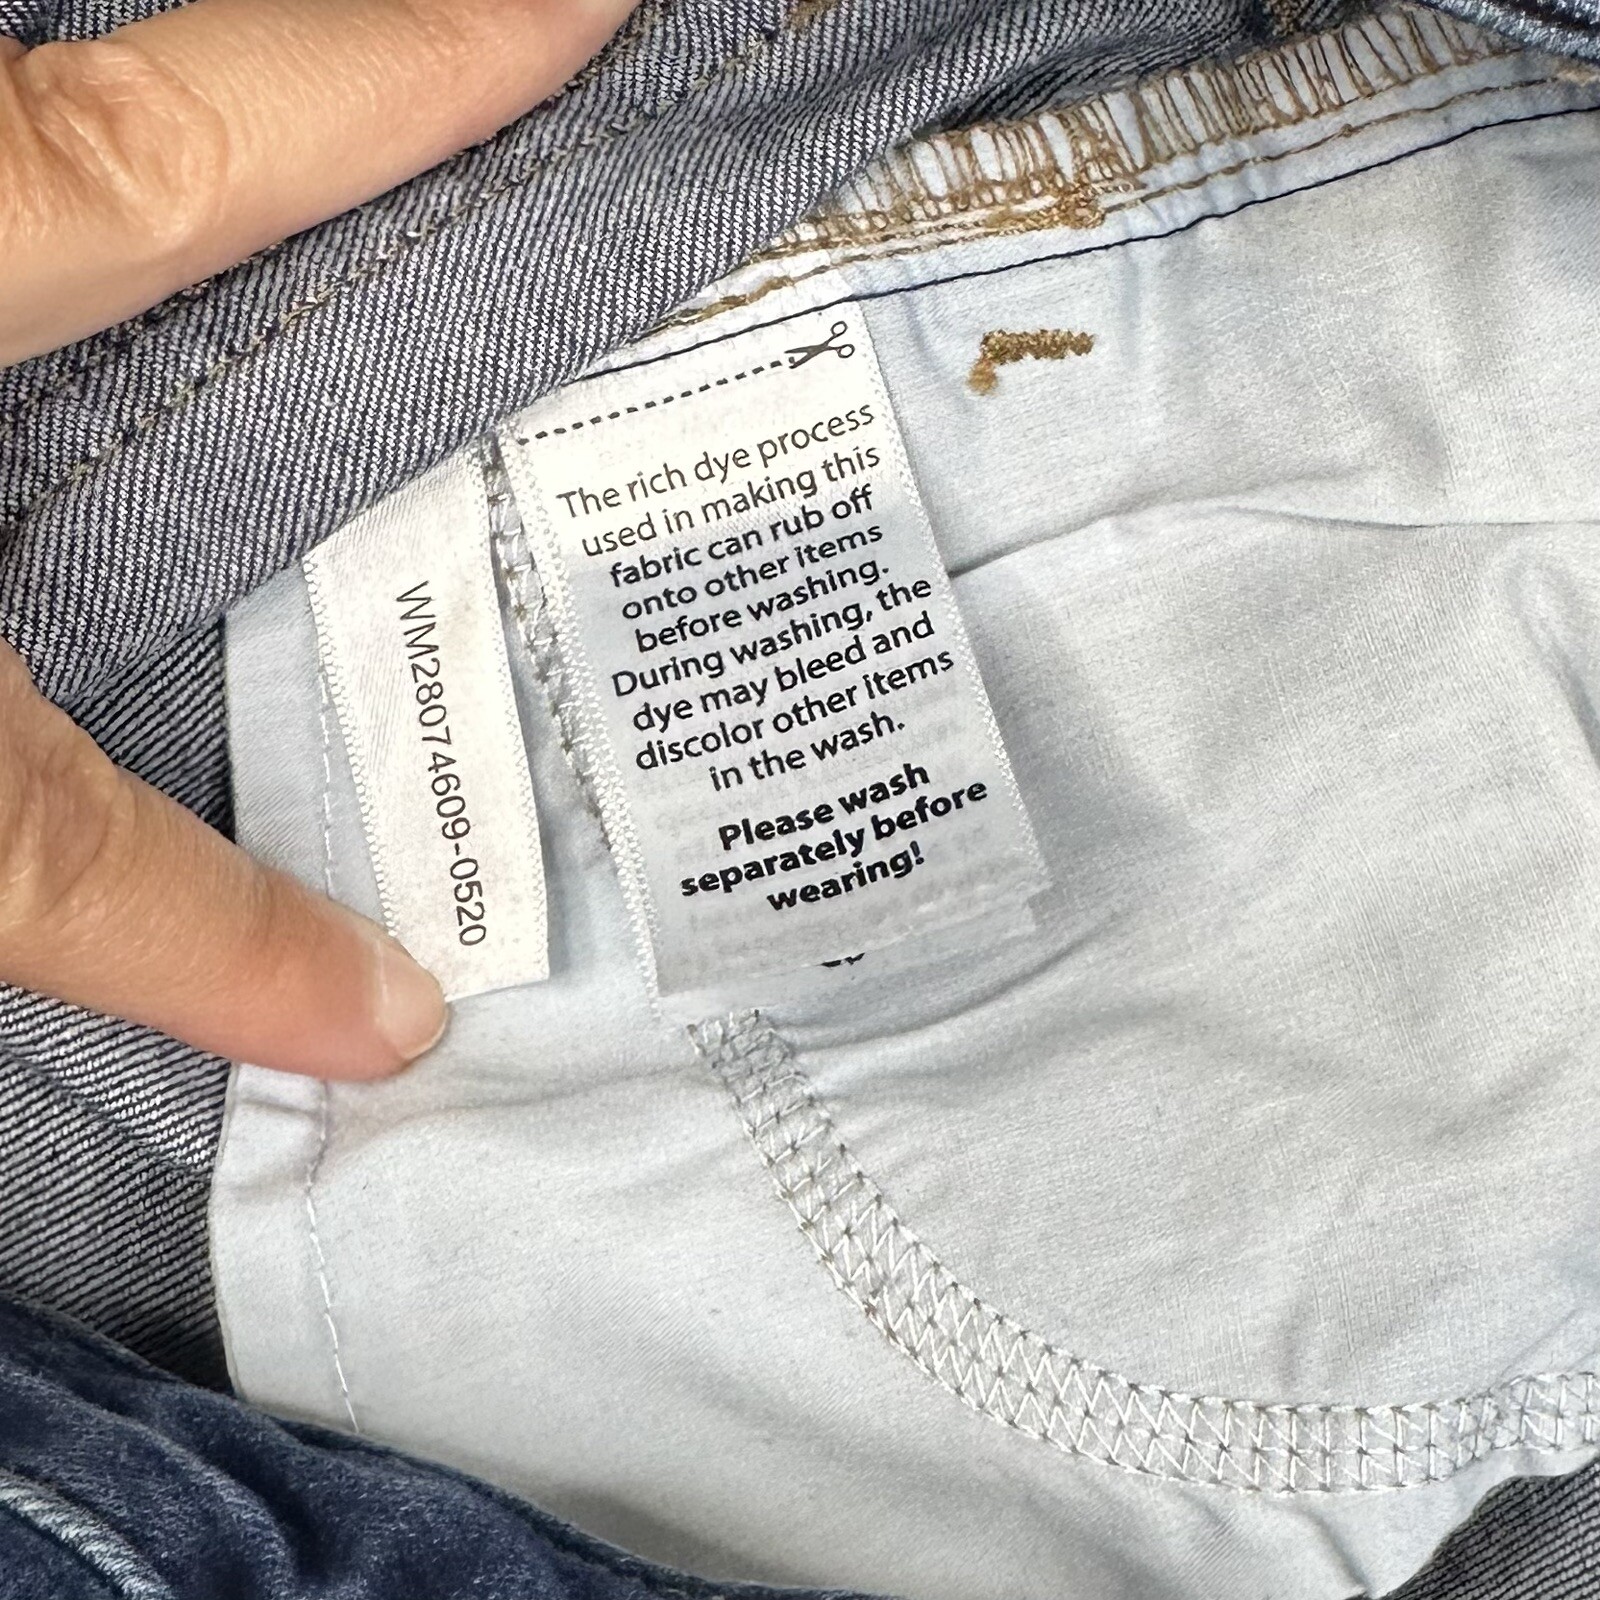 WM28074609-0520
The rich dye process
used in making this
fabric can rub off
onto other items
before washing.
During washing, the
dye may bleed and
discolor other items
in the wash.
Please wash
separately before
wearing!